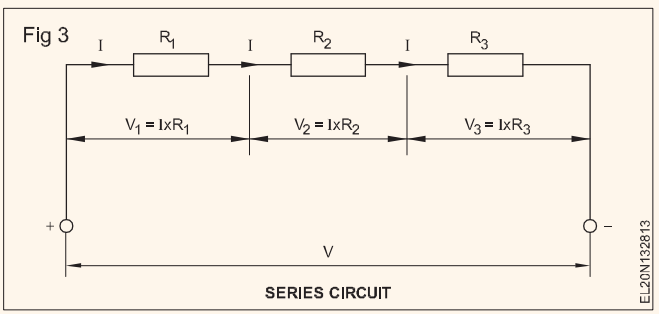 Fig 3
I R₁ I R₂ I R₃
V₁ = IxR₁ V₂ = IxR₂ V₃ = IxR₃
+ −
V
SERIES CIRCUIT
EL20N132813